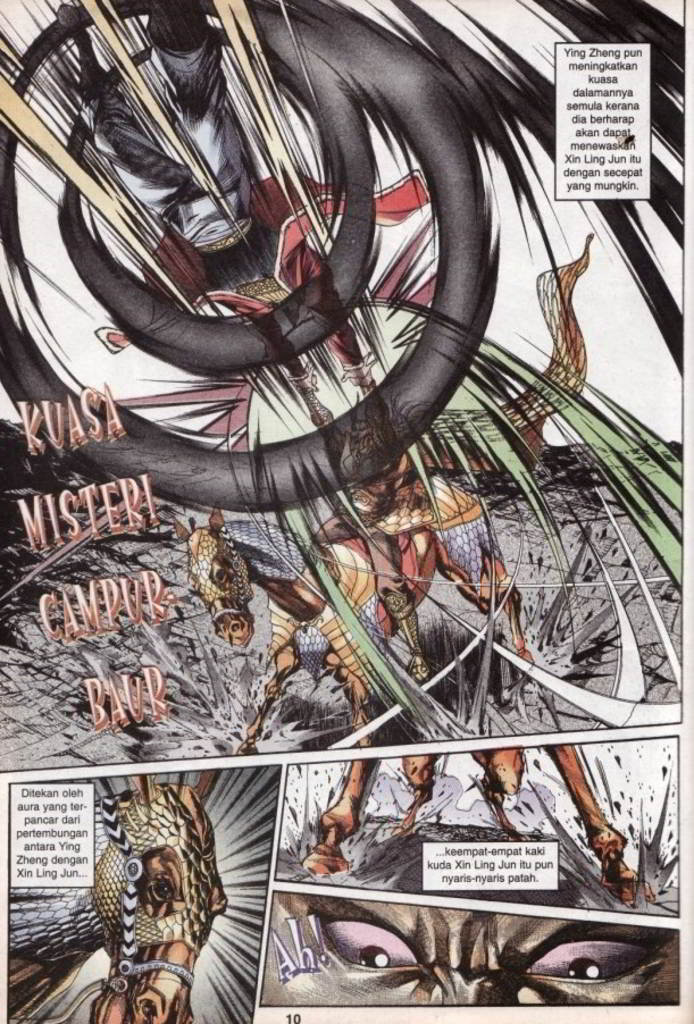 Ying Zheng pun
meningkatkan
kuasa
dalamannya
semula kerana
dia berharap
akan dapat
menewaskan
Xin Ling Jun itu
dengan secepat
yang mungkin.
KUASA
MISTERI
CAMPUR-
BAUR
Ditekan oleh
aura yang ter-
pancar dari
pertembungan
antara Ying
Zheng dengan
Xin Ling Jun...
...keempat-empat kaki
kuda Xin Ling Jun itu pun
nyaris-nyaris patah.
Ah!
10